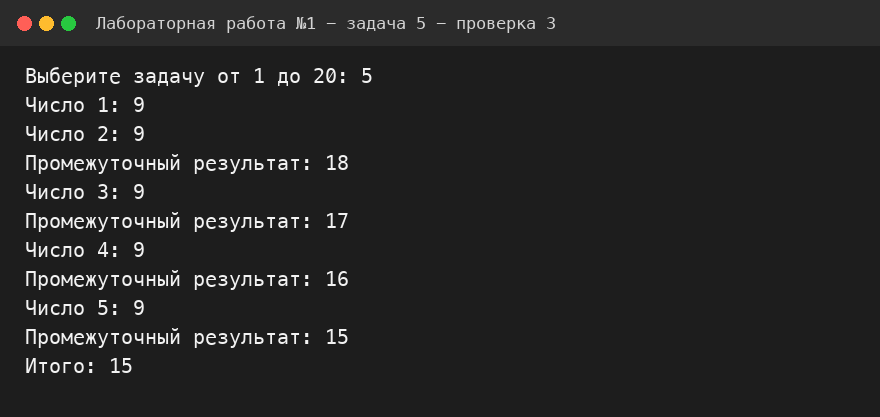 Лабораторная работа №1 — задача 5 — проверка 3
Выберите задачу от 1 до 20: 5
Число 1: 9
Число 2: 9
Промежуточный результат: 18
Число 3: 9
Промежуточный результат: 17
Число 4: 9
Промежуточный результат: 16
Число 5: 9
Промежуточный результат: 15
Итого: 15